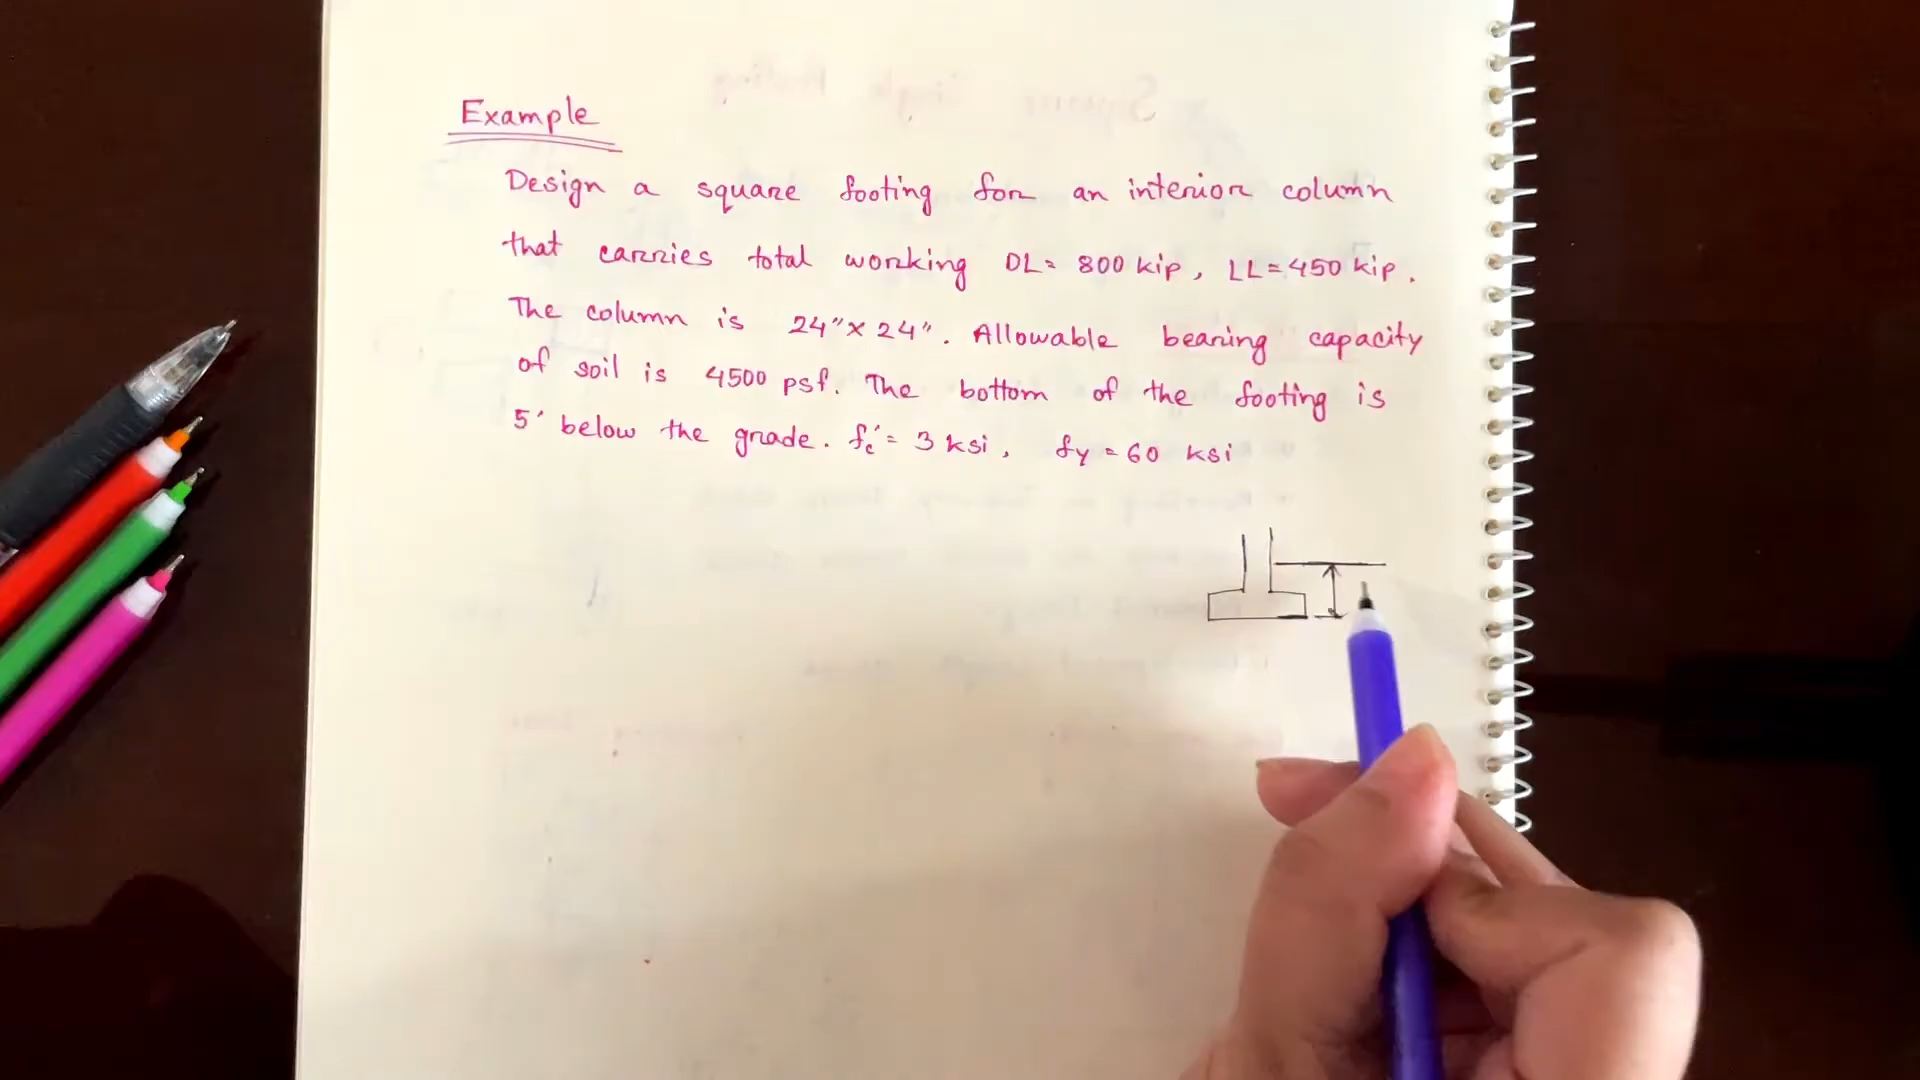 Example
Design a square footing for an interior column
that carries total working DL= 800 kip, LL=450 kip.
The column is 24"x 24". Allowable bearing capacity
of soil is 4500 psf. The bottom of the footing is
5' below the grade. fc'= 3 ksi, fy = 60 ksi